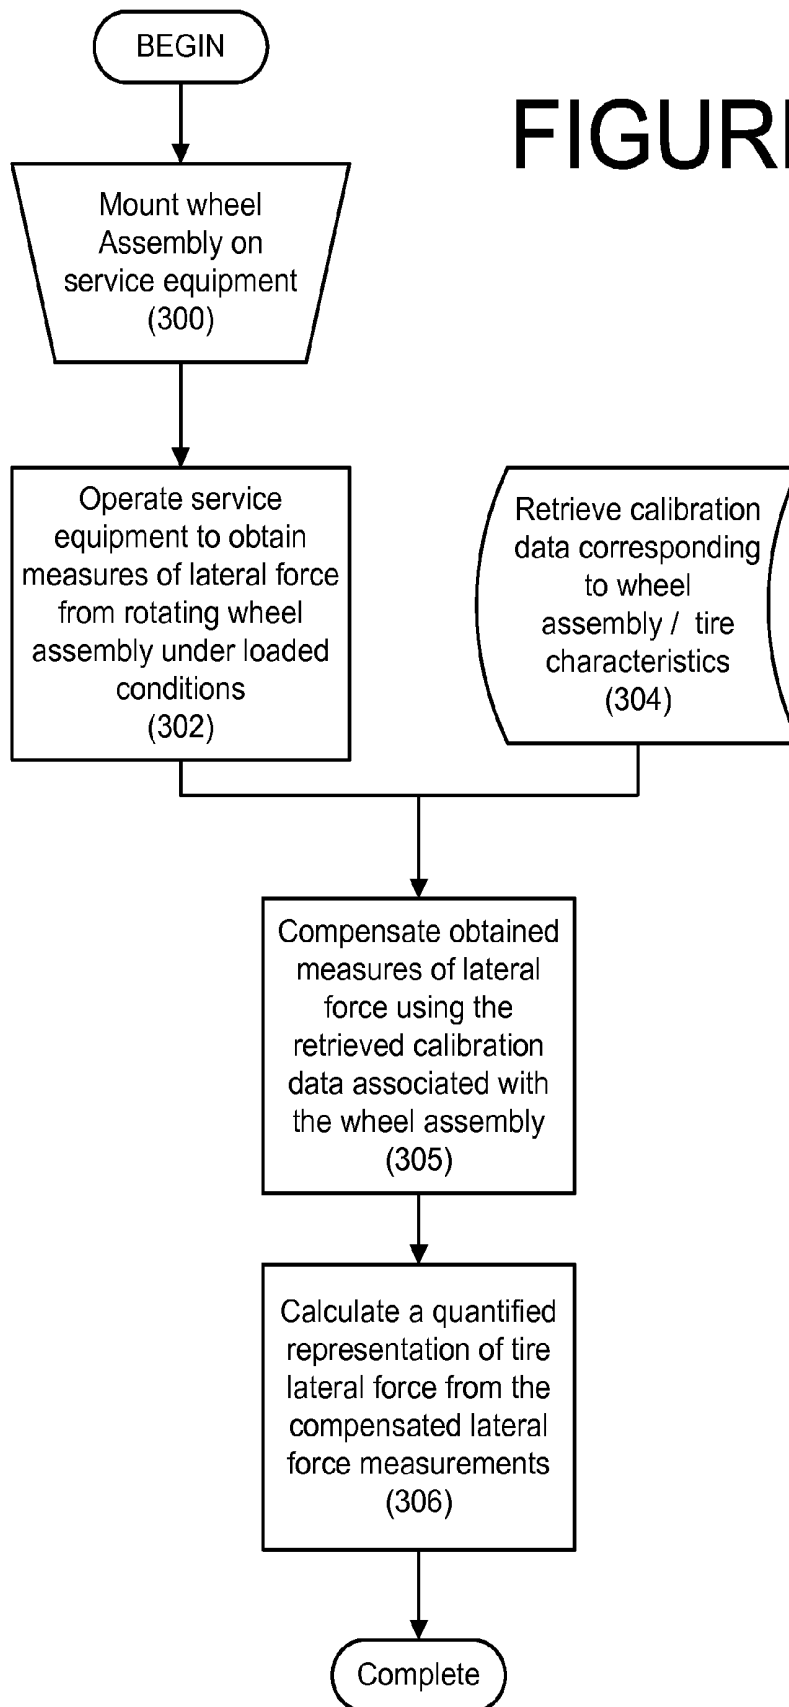 BEGIN
FIGURE
Mount wheel
Assembly on
service equipment
(300)
Operate service
equipment to obtain
measures of lateral force
from rotating wheel
assembly under loaded
conditions
(302)
Retrieve calibration
data corresponding
to wheel
assembly / tire
characteristics
(304)
Compensate obtained
measures of lateral
force using the
retrieved calibration
data associated with
the wheel assembly
(305)
Calculate a quantified
representation of tire
lateral force from the
compensated lateral
force measurements
(306)
Complete